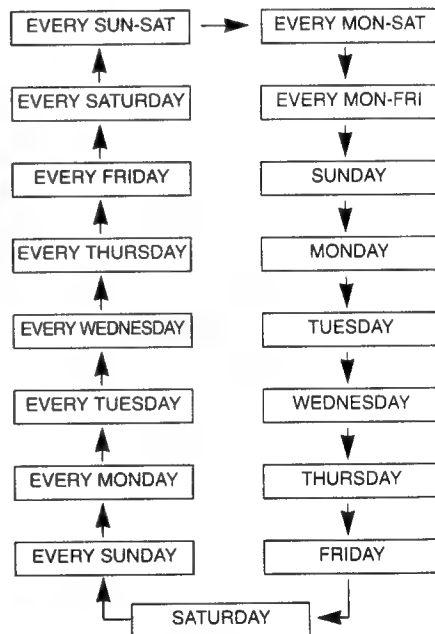 EVERY SUN-SAT
EVERY MON-SAT
EVERY SATURDAY
EVERY MON-FRI
EVERY FRIDAY
SUNDAY
EVERY THURSDAY
MONDAY
EVERY WEDNESDAY
TUESDAY
EVERY TUESDAY
WEDNESDAY
EVERY MONDAY
THURSDAY
EVERY SUNDAY
FRIDAY
SATURDAY